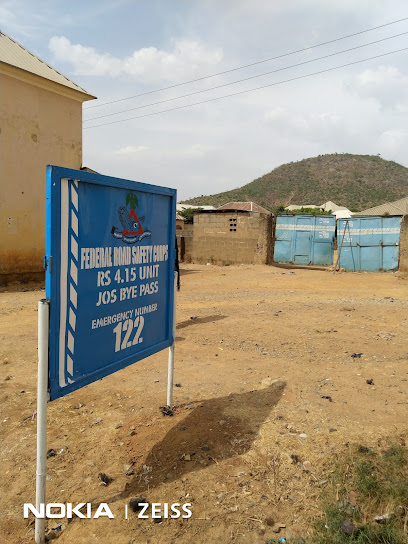 FEDERAL ROAD SAFETY CORPS
RS 4.15 UNIT
JOS BYE PASS
EMERGENCY NUMBER
122
NOKIA | ZEISS